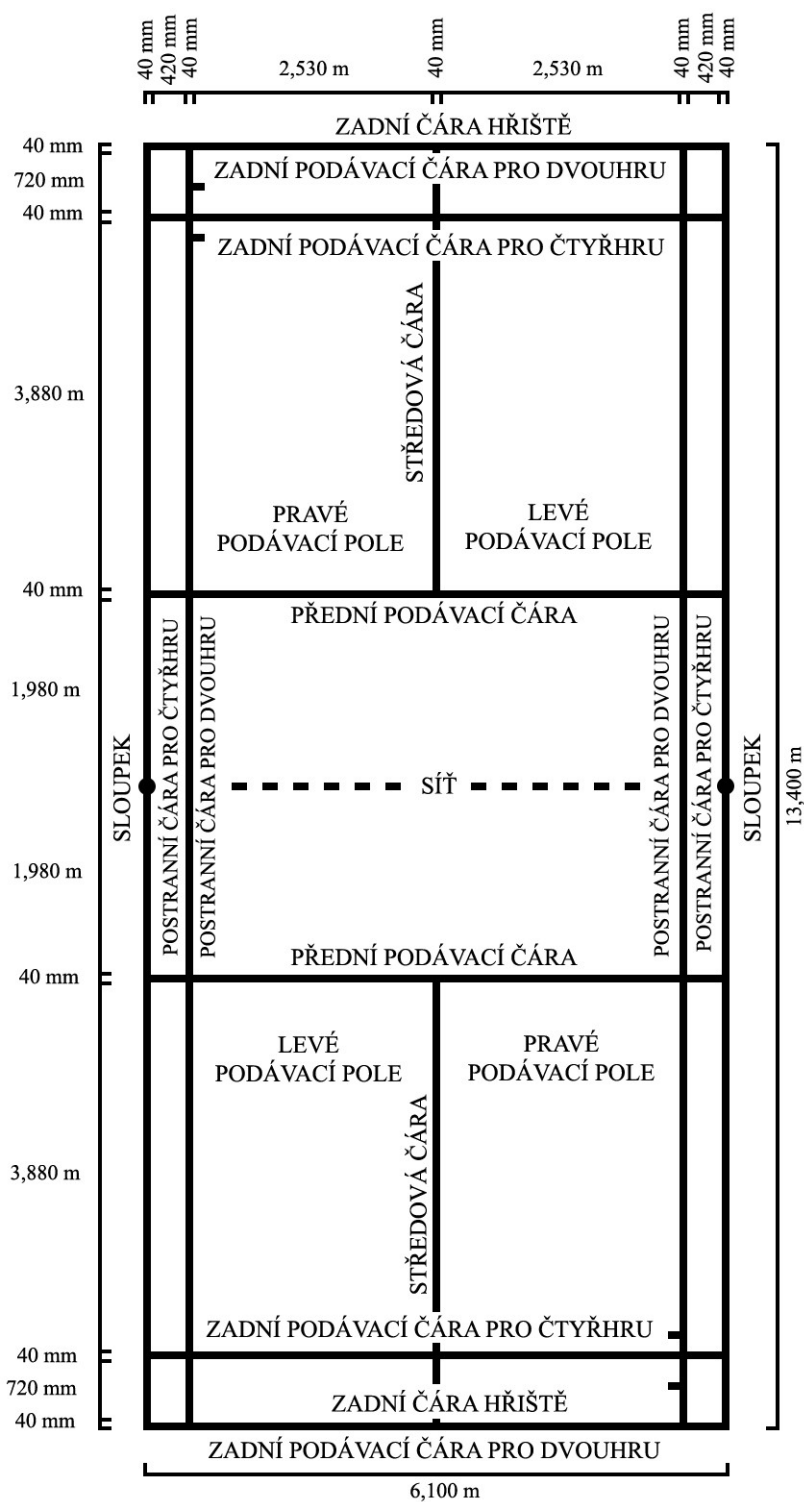 40 mm
420 mm
40 mm
2,530 m
40 mm
2,530 m
40 mm
420 mm
40 mm
ZADNÍ ČÁRA HŘIŠTĚ
40 mm
ZADNÍ PODÁVACÍ ČÁRA PRO DVOUHRU
720 mm
40 mm
ZADNÍ PODÁVACÍ ČÁRA PRO ČTYŘHRU
STŘEDOVÁ ČÁRA
3,880 m
PRAVÉ
PODÁVACÍ POLE
LEVÉ
PODÁVACÍ POLE
40 mm
PŘEDNÍ PODÁVACÍ ČÁRA
1,980 m
SLOUPEK
POSTRANNÍ ČÁRA PRO ČTYŘHRU
POSTRANNÍ ČÁRA PRO DVOUHRU
SÍŤ
POSTRANNÍ ČÁRA PRO DVOUHRU
POSTRANNÍ ČÁRA PRO ČTYŘHRU
SLOUPEK
13,400 m
1,980 m
PŘEDNÍ PODÁVACÍ ČÁRA
40 mm
LEVÉ
PODÁVACÍ POLE
PRAVÉ
PODÁVACÍ POLE
STŘEDOVÁ ČÁRA
3,880 m
ZADNÍ PODÁVACÍ ČÁRA PRO ČTYŘHRU
40 mm
720 mm
ZADNÍ ČÁRA HŘIŠTĚ
40 mm
ZADNÍ PODÁVACÍ ČÁRA PRO DVOUHRU
6,100 m